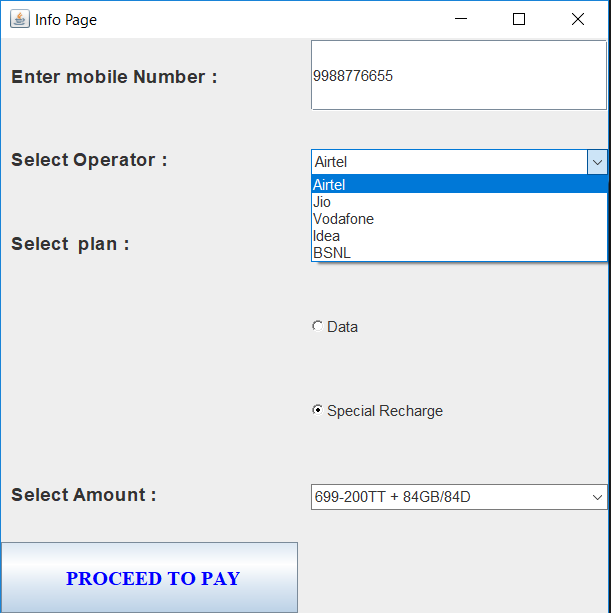 Info Page
Enter mobile Number :
9988776655
Select Operator :
Airtel
Airtel
Jio
Vodafone
Idea
BSNL
Select  plan :
Data
Special Recharge
Select Amount :
699-200TT + 84GB/84D
PROCEED TO PAY